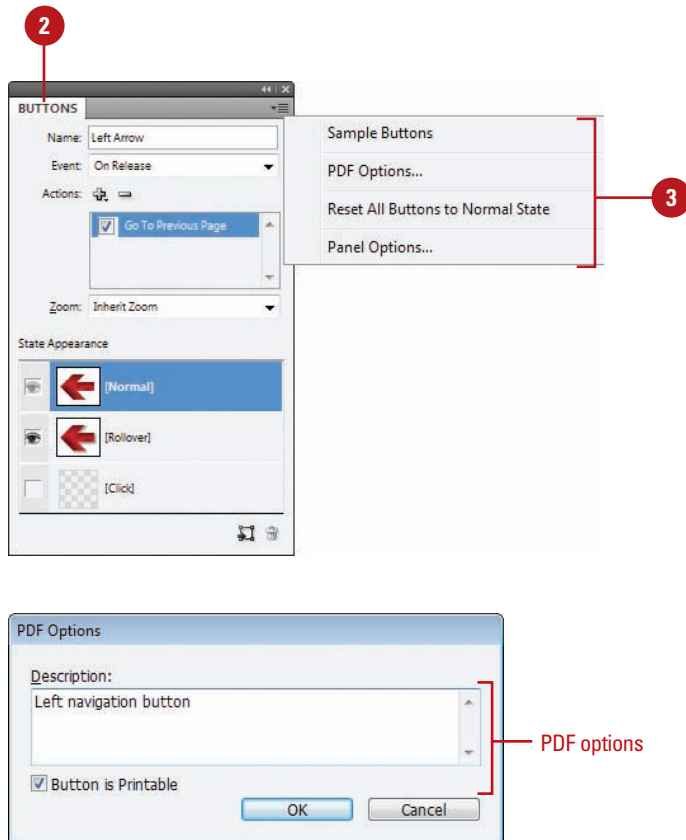 2
BUTTONS
Name: Left Arrow
Event: On Release
Actions:
Go To Previous Page
Zoom: Inherit Zoom
State Appearance
[Normal]
[Rollover]
[Click]
Sample Buttons
PDF Options...
Reset All Buttons to Normal State
Panel Options...
3
PDF Options
Description:
Left navigation button
Button is Printable
OK Cancel
PDF options